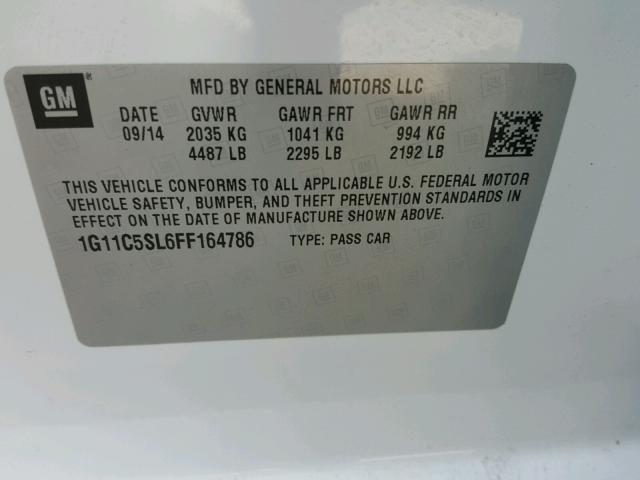 GM
MFD BY GENERAL MOTORS LLC
DATE GVWR GAWR FRT GAWR RR
09/14 2035 KG 1041 KG 994 KG
4487 LB 2295 LB 2192 LB
THIS VEHICLE CONFORMS TO ALL APPLICABLE U.S. FEDERAL MOTOR
VEHICLE SAFETY, BUMPER, AND THEFT PREVENTION STANDARDS IN
EFFECT ON THE DATE OF MANUFACTURE SHOWN ABOVE.
1G11C5SL6FF164786 TYPE: PASS CAR